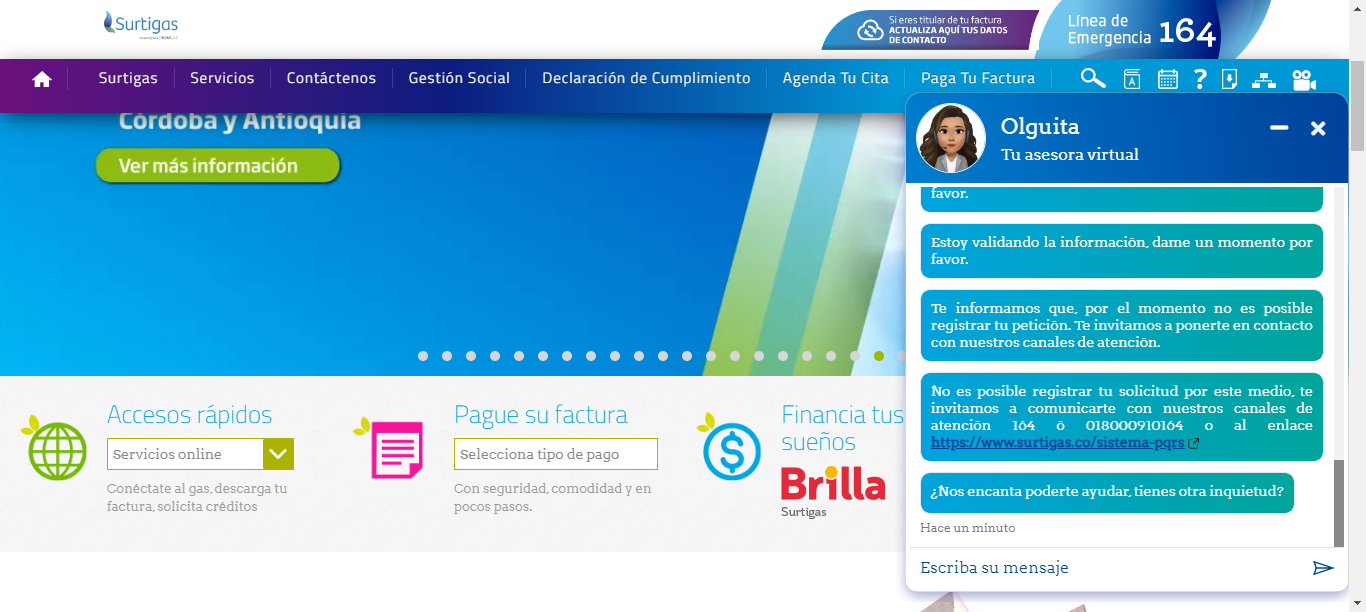 Surtigas
Si eres titular de tu factura
ACTUALIZA AQUÍ TUS DATOS
DE CONTACTO
Línea de
Emergencia 164
Surtigas Servicios Contáctenos Gestión Social Declaración de Cumplimiento Agenda Tu Cita Paga Tu Factura
Córdoba y Antioquia
Ver más información
Olguita
Tu asesora virtual
favor.
Estoy validando la información, dame un momento por
favor.
Te informamos que, por el momento no es posible
registrar tu petición. Te invitamos a ponerte en contacto
con nuestros canales de atención.
No es posible registrar tu solicitud por este medio, te
invitamos a comunicarte con nuestros canales de
atención 164 ó 018000910164 o al enlace
https://www.surtigas.co/sistema-pqrs
¿Nos encanta poderte ayudar, tienes otra inquietud?
Hace un minuto
Escriba su mensaje
Accesos rápidos
Servicios online
Conéctate al gas, descarga tu
factura, solicita créditos
Pague su factura
Selecciona tipo de pago
Con seguridad, comodidad y en
pocos pasos.
Financia tus
sueños
Brilla
Surtigas